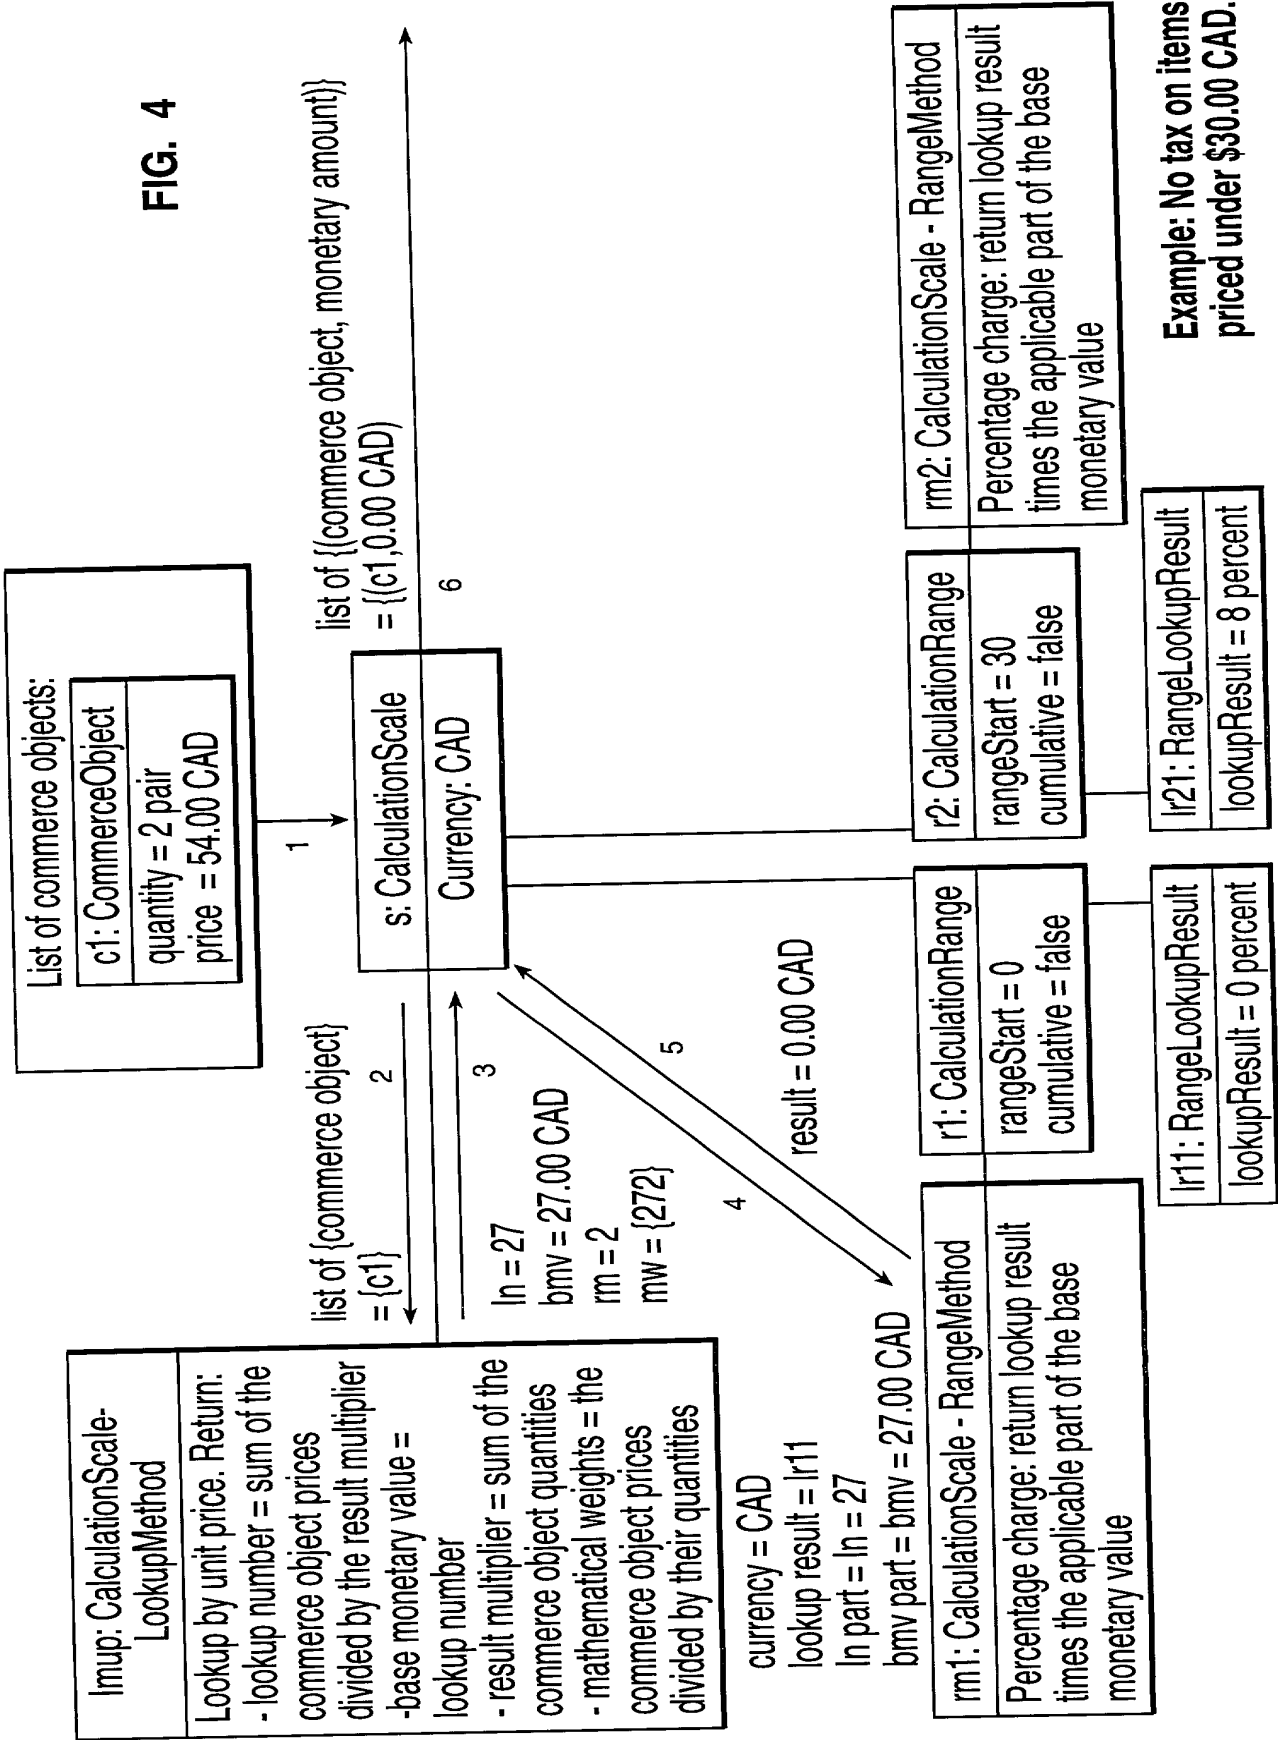 FIG. 4
List of commerce objects:
c1: CommerceObject
quantity = 2 pair
price = 54.00 CAD
1
s: CalculationScale
Currency: CAD
list of {(commerce object, monetary amount)}
= {(c1,0.00 CAD)
6
list of {commerce object}
= {c1}
2
3
ln = 27
bmv = 27.00 CAD
rm = 2
mw = {272}
lmup: CalculationScale-
LookupMethod
Lookup by unit price. Return:
- lookup number = sum of the
commerce object prices
divided by the result multiplier
-base monetary value =
lookup number
- result multiplier = sum of the
commerce object quantities
- mathematical weights = the
commerce object prices
divided by their quantities
4
5
result = 0.00 CAD
currency = CAD
lookup result = lr11
ln part = ln = 27
bmv part = bmv = 27.00 CAD
rm1: CalculationScale - RangeMethod
Percentage charge: return lookup result
times the applicable part of the base
monetary value
r1: CalculationRange
rangeStart = 0
cumulative = false
lr11: RangeLookupResult
lookupResult = 0 percent
r2: CalculationRange
rangeStart = 30
cumulative = false
lr21: RangeLookupResult
lookupResult = 8 percent
rm2: CalculationScale - RangeMethod
Percentage charge: return lookup result
times the applicable part of the base
monetary value
Example: No tax on items
priced under $30.00 CAD.